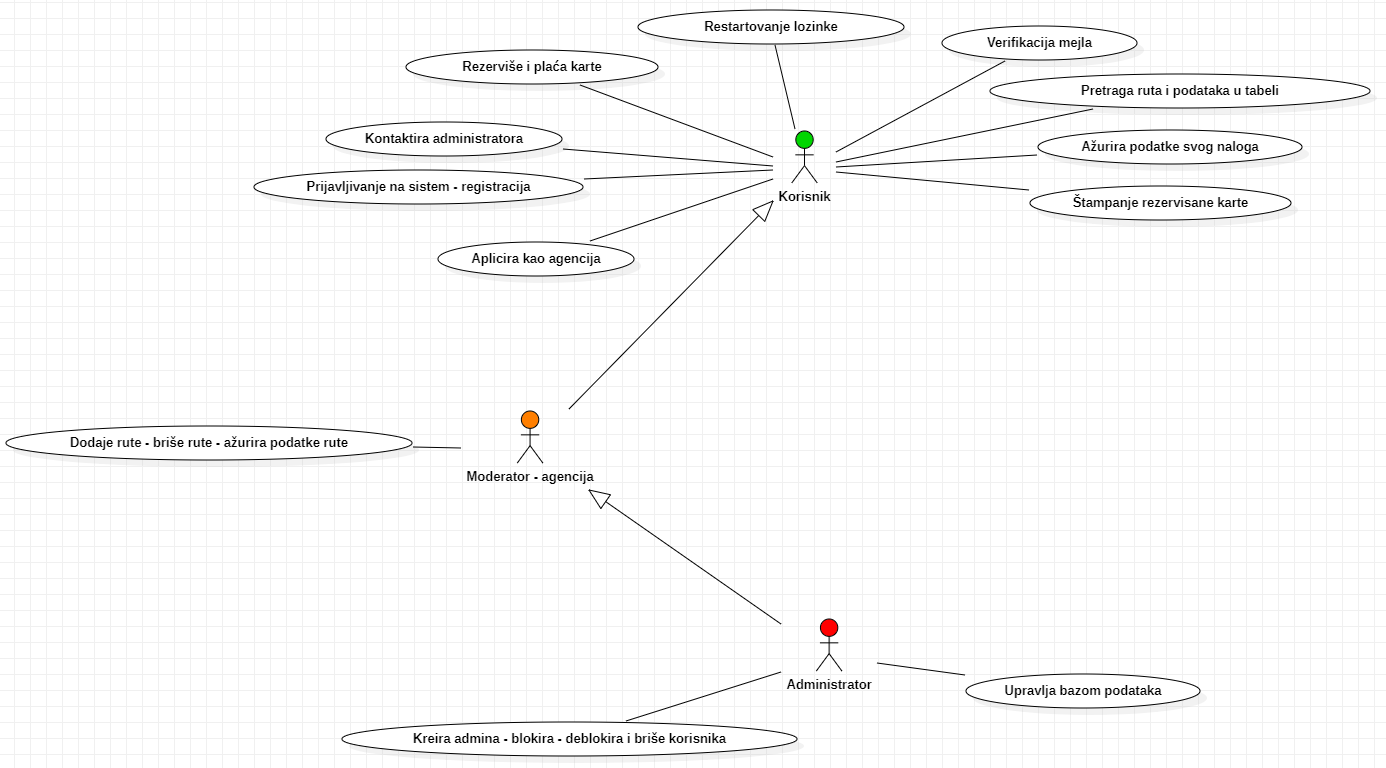 Restartovanje lozinke
Verifikacija mejla
Rezerviše i plaća karte
Pretraga ruta i podataka u tabeli
Kontaktira administratora
Ažurira podatke svog naloga
Prijavljivanje na sistem - registracija
Korisnik
Štampanje rezervisane karte
Aplicira kao agencija
Dodaje rute - briše rute - ažurira podatke rute
Moderator - agencija
Administrator
Upravlja bazom podataka
Kreira admina - blokira - deblokira i briše korisnika